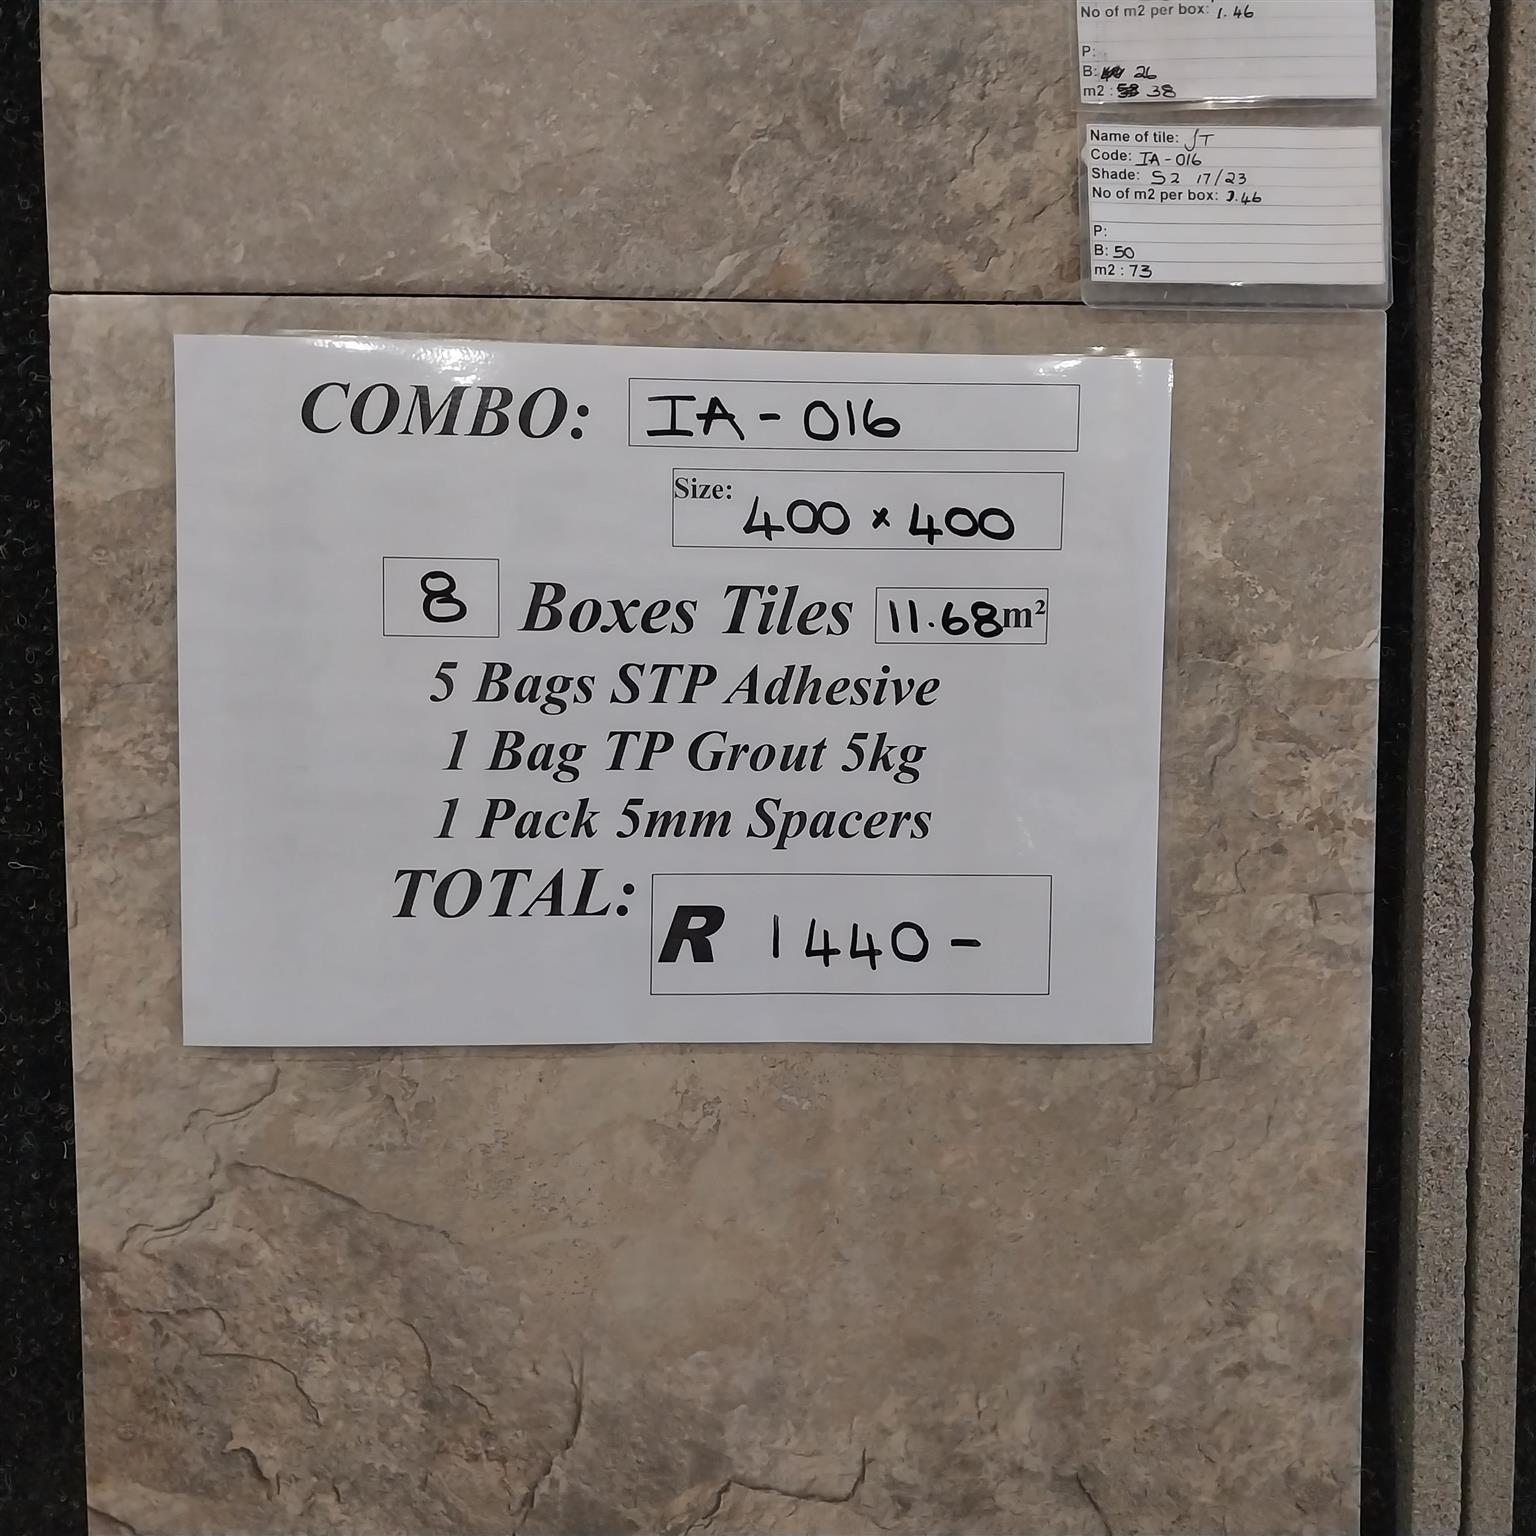 No of m2 per box: 1.46
P:
B: 26
m2 : 38
Name of tile: ST
Code: IA-016
Shade: S2 17/23
No of m2 per box: 1.46
P:
B: 50
m2 : 73
COMBO: IA-016
Size: 400 x 400
8 Boxes Tiles 11.68m²
5 Bags STP Adhesive
1 Bag TP Grout 5kg
1 Pack 5mm Spacers
TOTAL: R 1440-